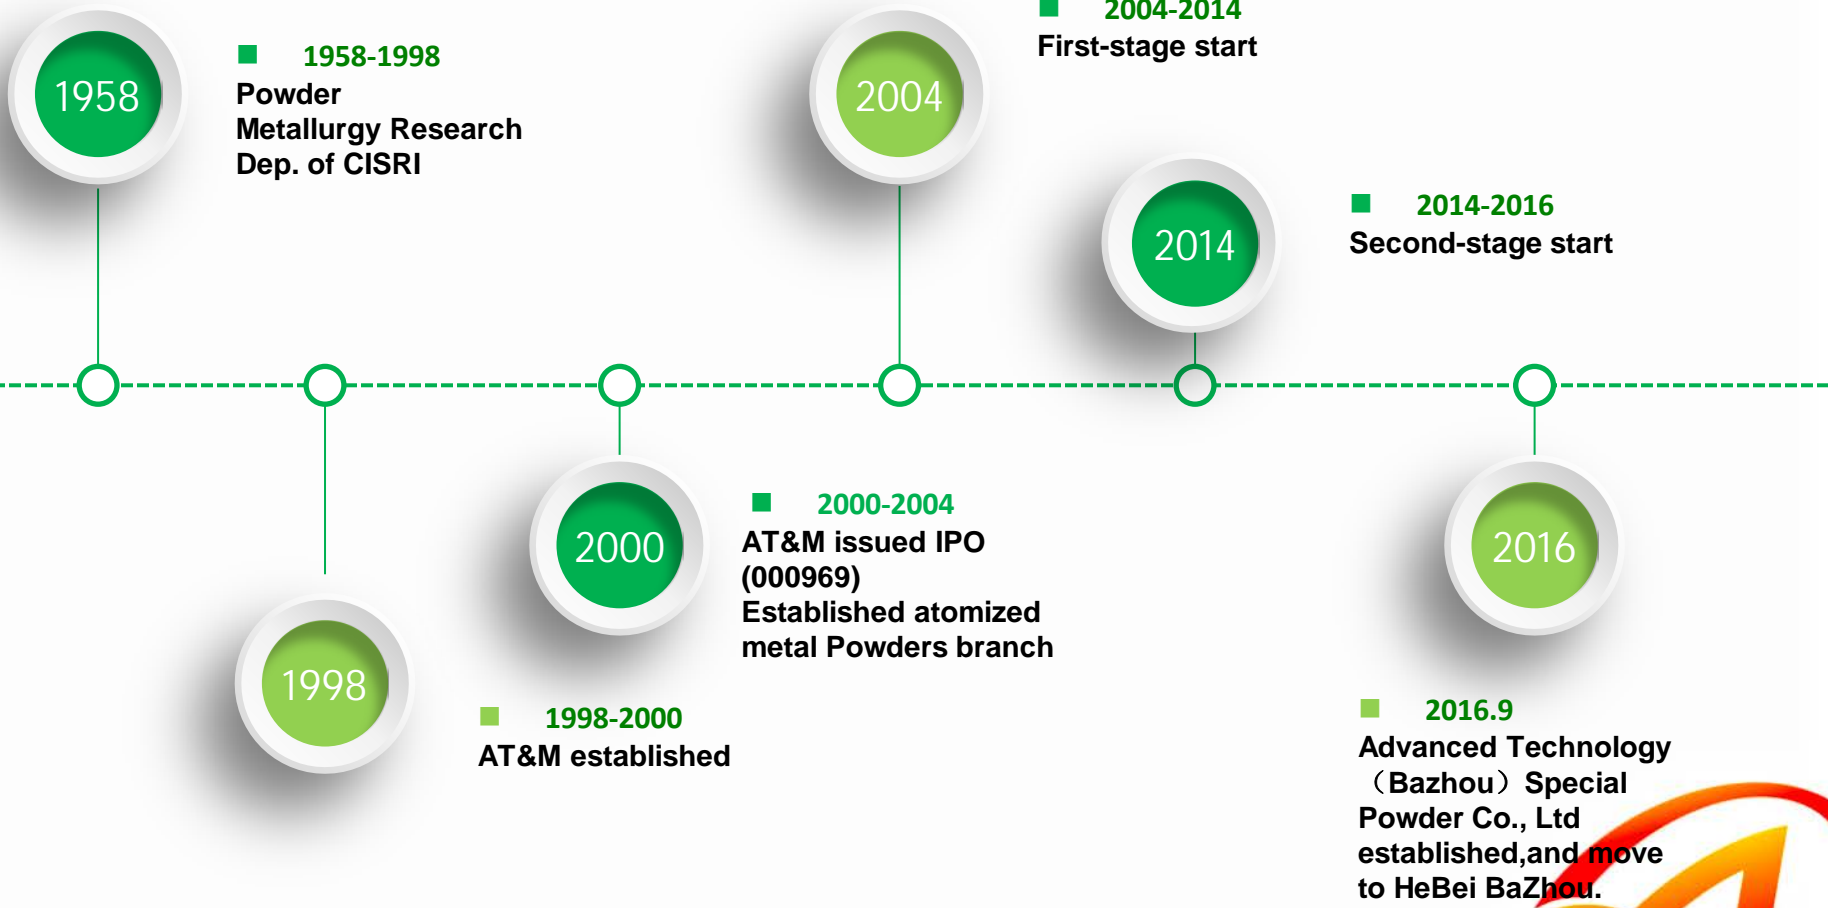 1958
1958-1998
Powder
Metallurgy Research
Dep. of CISRI
2004
2004-2014
First-stage start
2014
2014-2016
Second-stage start
1998
1998-2000
AT&M established
2000
2000-2004
AT&M issued IPO
(000969)
Established atomized
metal Powders branch
2016
2016.9
Advanced Technology
（Bazhou）Special
Powder Co., Ltd
established,and move
to HeBei BaZhou.